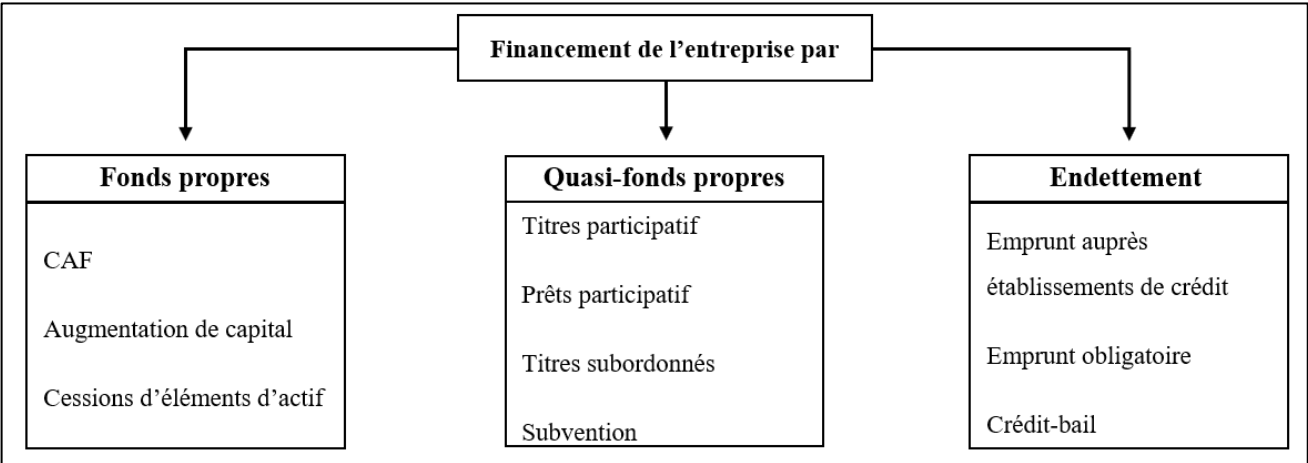 Financement de l’entreprise par
Fonds propres
CAF
Augmentation de capital
Cessions d’éléments d’actif
Quasi-fonds propres
Titres participatif
Prêts participatif
Titres subordonnés
Subvention
Endettement
Emprunt auprès
établissements de crédit
Emprunt obligatoire
Crédit-bail